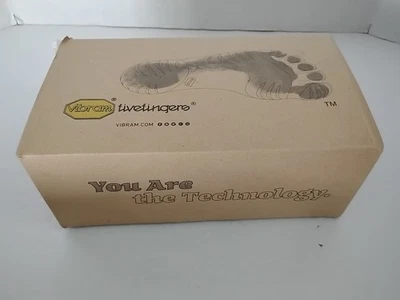 Vibram® fivefingers®
VIBRAM.COM
TM
You Are
the Technology.